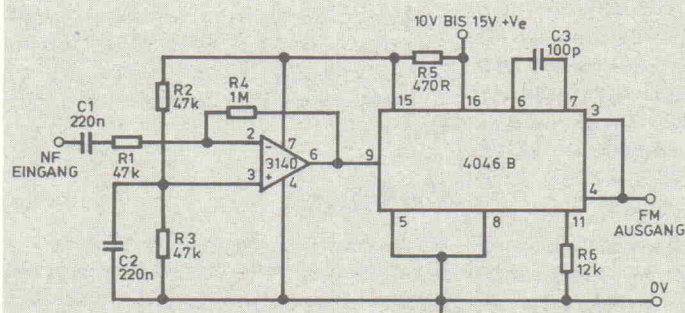 10V BIS 15V +Ve
C3
100p
R5
470R
R2
47k
R4
1M
15
16
6
7
3
C1
220n
R1
47k
NF
EINGANG
2
-
7
3140
6
3
+
4
9
4046 B
4
FM
AUSGANG
5
8
11
R3
47k
C2
220n
R6
12k
0V